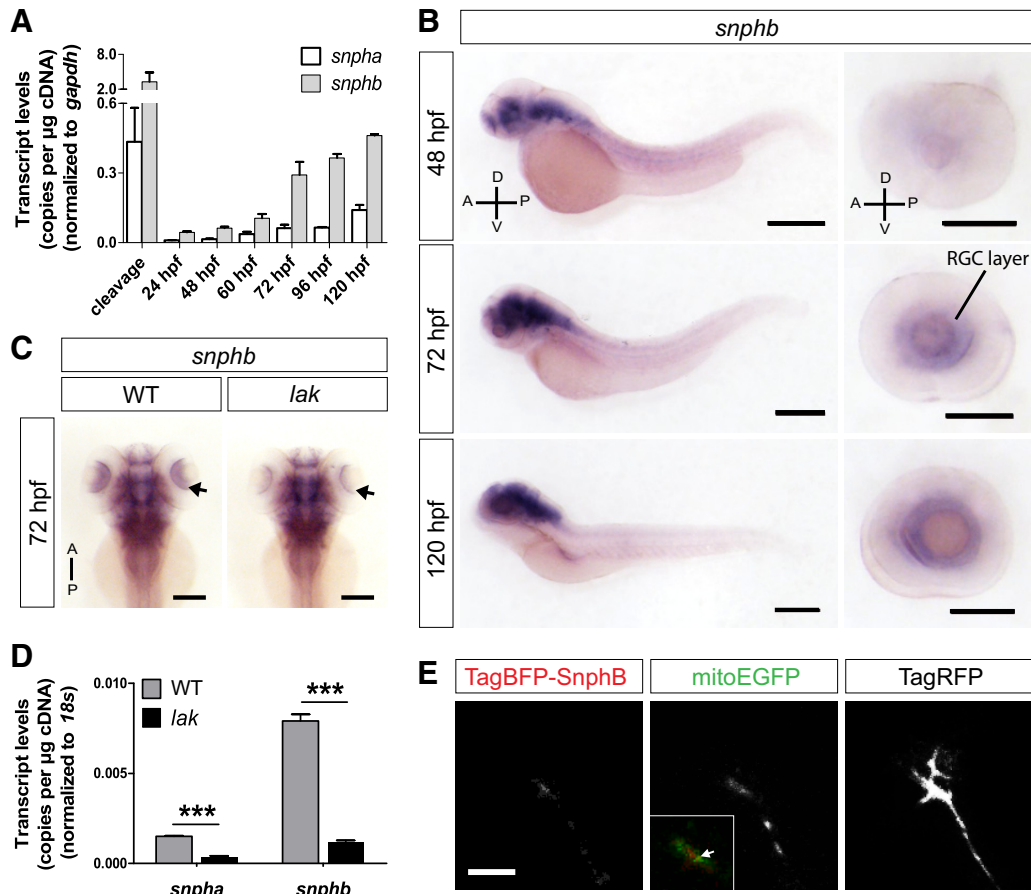 A
Transcript levels
(copies per µg cDNA)
(normalized to gapdh)
8.0
2.0
0.6
0.3
0.0
snpha
snphb
cleavage
24 hpf
48 hpf
60 hpf
72 hpf
96 hpf
120 hpf
B
snphb
48 hpf
D
A
P
V
D
A
P
V
72 hpf
RGC layer
120 hpf
C
snphb
WT
lak
72 hpf
A
P
D
Transcript levels
(copies per µg cDNA)
(normalized to 18s)
0.010
0.005
0.000
WT
lak
***
***
snpha
snphb
E
TagBFP-SnphB
mitoEGFP
TagRFP